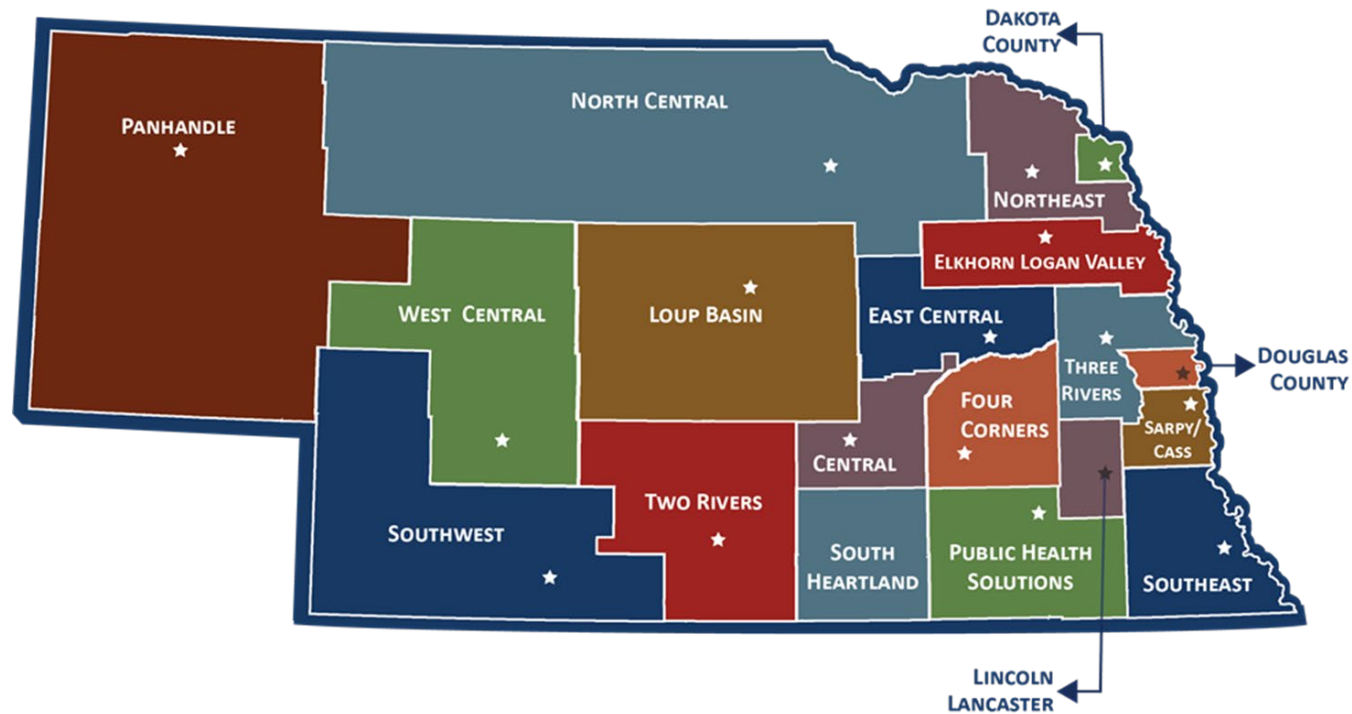 DAKOTA
COUNTY
NORTH CENTRAL
PANHANDLE
NORTHEAST
ELKHORN LOGAN VALLEY
WEST CENTRAL
LOUP BASIN
EAST CENTRAL
THREE
RIVERS
DOUGLAS
COUNTY
FOUR
CORNERS
SARPY/
CASS
CENTRAL
TWO RIVERS
SOUTHWEST
SOUTH
HEARTLAND
PUBLIC HEALTH
SOLUTIONS
SOUTHEAST
LINCOLN
LANCASTER